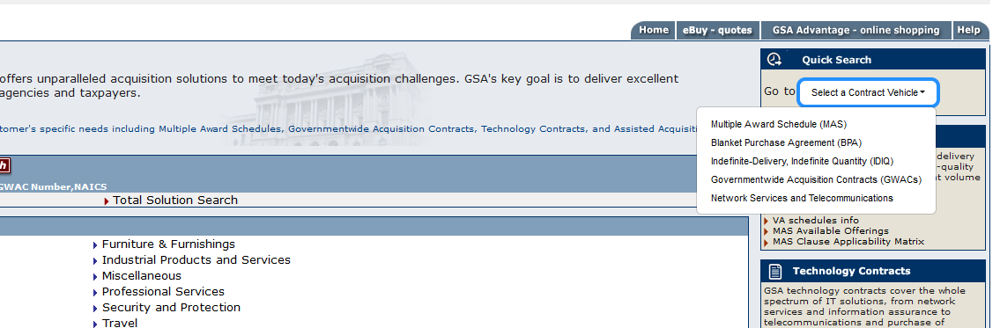 Home eBuy - quotes GSA Advantage - online shopping Help
offers unparalleled acquisition solutions to meet today's acquisition challenges. GSA's key goal is to deliver excellent
agencies and taxpayers.
tomer's specific needs including Multiple Award Schedules, Governmentwide Acquisition Contracts, Technology Contracts, and Assisted Acquisiti
h
GWAC Number,NAICS
Total Solution Search
Furniture & Furnishings
Industrial Products and Services
Miscellaneous
Professional Services
Security and Protection
Travel
Quick Search
Go to Select a Contract Vehicle
Multiple Award Schedule (MAS)
Blanket Purchase Agreement (BPA)
Indefinite-Delivery, Indefinite Quantity (IDIQ)
Governmentwide Acquisition Contracts (GWACs)
Network Services and Telecommunications
delivery
-quality
t volume
VA schedules info
MAS Available Offerings
MAS Clause Applicability Matrix
Technology Contracts
GSA technology contracts cover the whole
spectrum of IT solutions, from network
services and information assurance to
telecommunications and purchase of